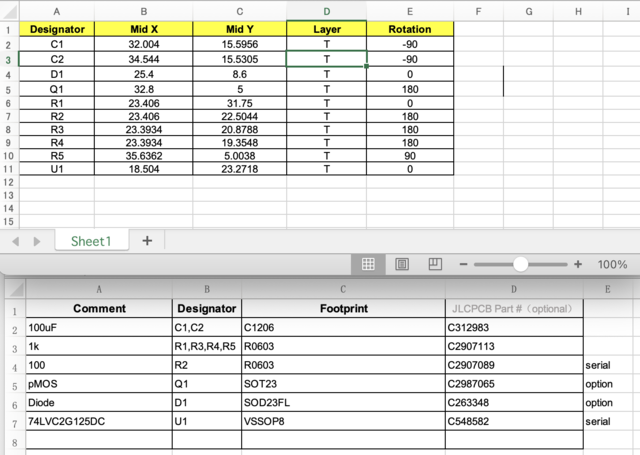 A B C D E F G H I
1 Designator Mid X Mid Y Layer Rotation
2 C1 32.004 15.5956 T -90
3 C2 34.544 15.5305 T -90
4 D1 25.4 8.6 T 0
5 Q1 32.8 5 T 180
6 R1 23.406 31.75 T 0
7 R2 23.406 22.5044 T 180
8 R3 23.3934 20.8788 T 180
9 R4 23.3934 19.3548 T 180
10 R5 35.6362 5.0038 T 90
11 U1 18.504 23.2718 T 0
12
13
14
15
Sheet1 +
− + 100%
A B C D E
1 Comment Designator Footprint JLCPCB Part #（optional）
2 100uF C1,C2 C1206 C312983
3 1k R1,R3,R4,R5 R0603 C2907113
4 100 R2 R0603 C2907089 serial
5 pMOS Q1 SOT23 C2987065 option
6 Diode D1 SOD23FL C263348 option
7 74LVC2G125DC U1 VSSOP8 C548582 serial
8